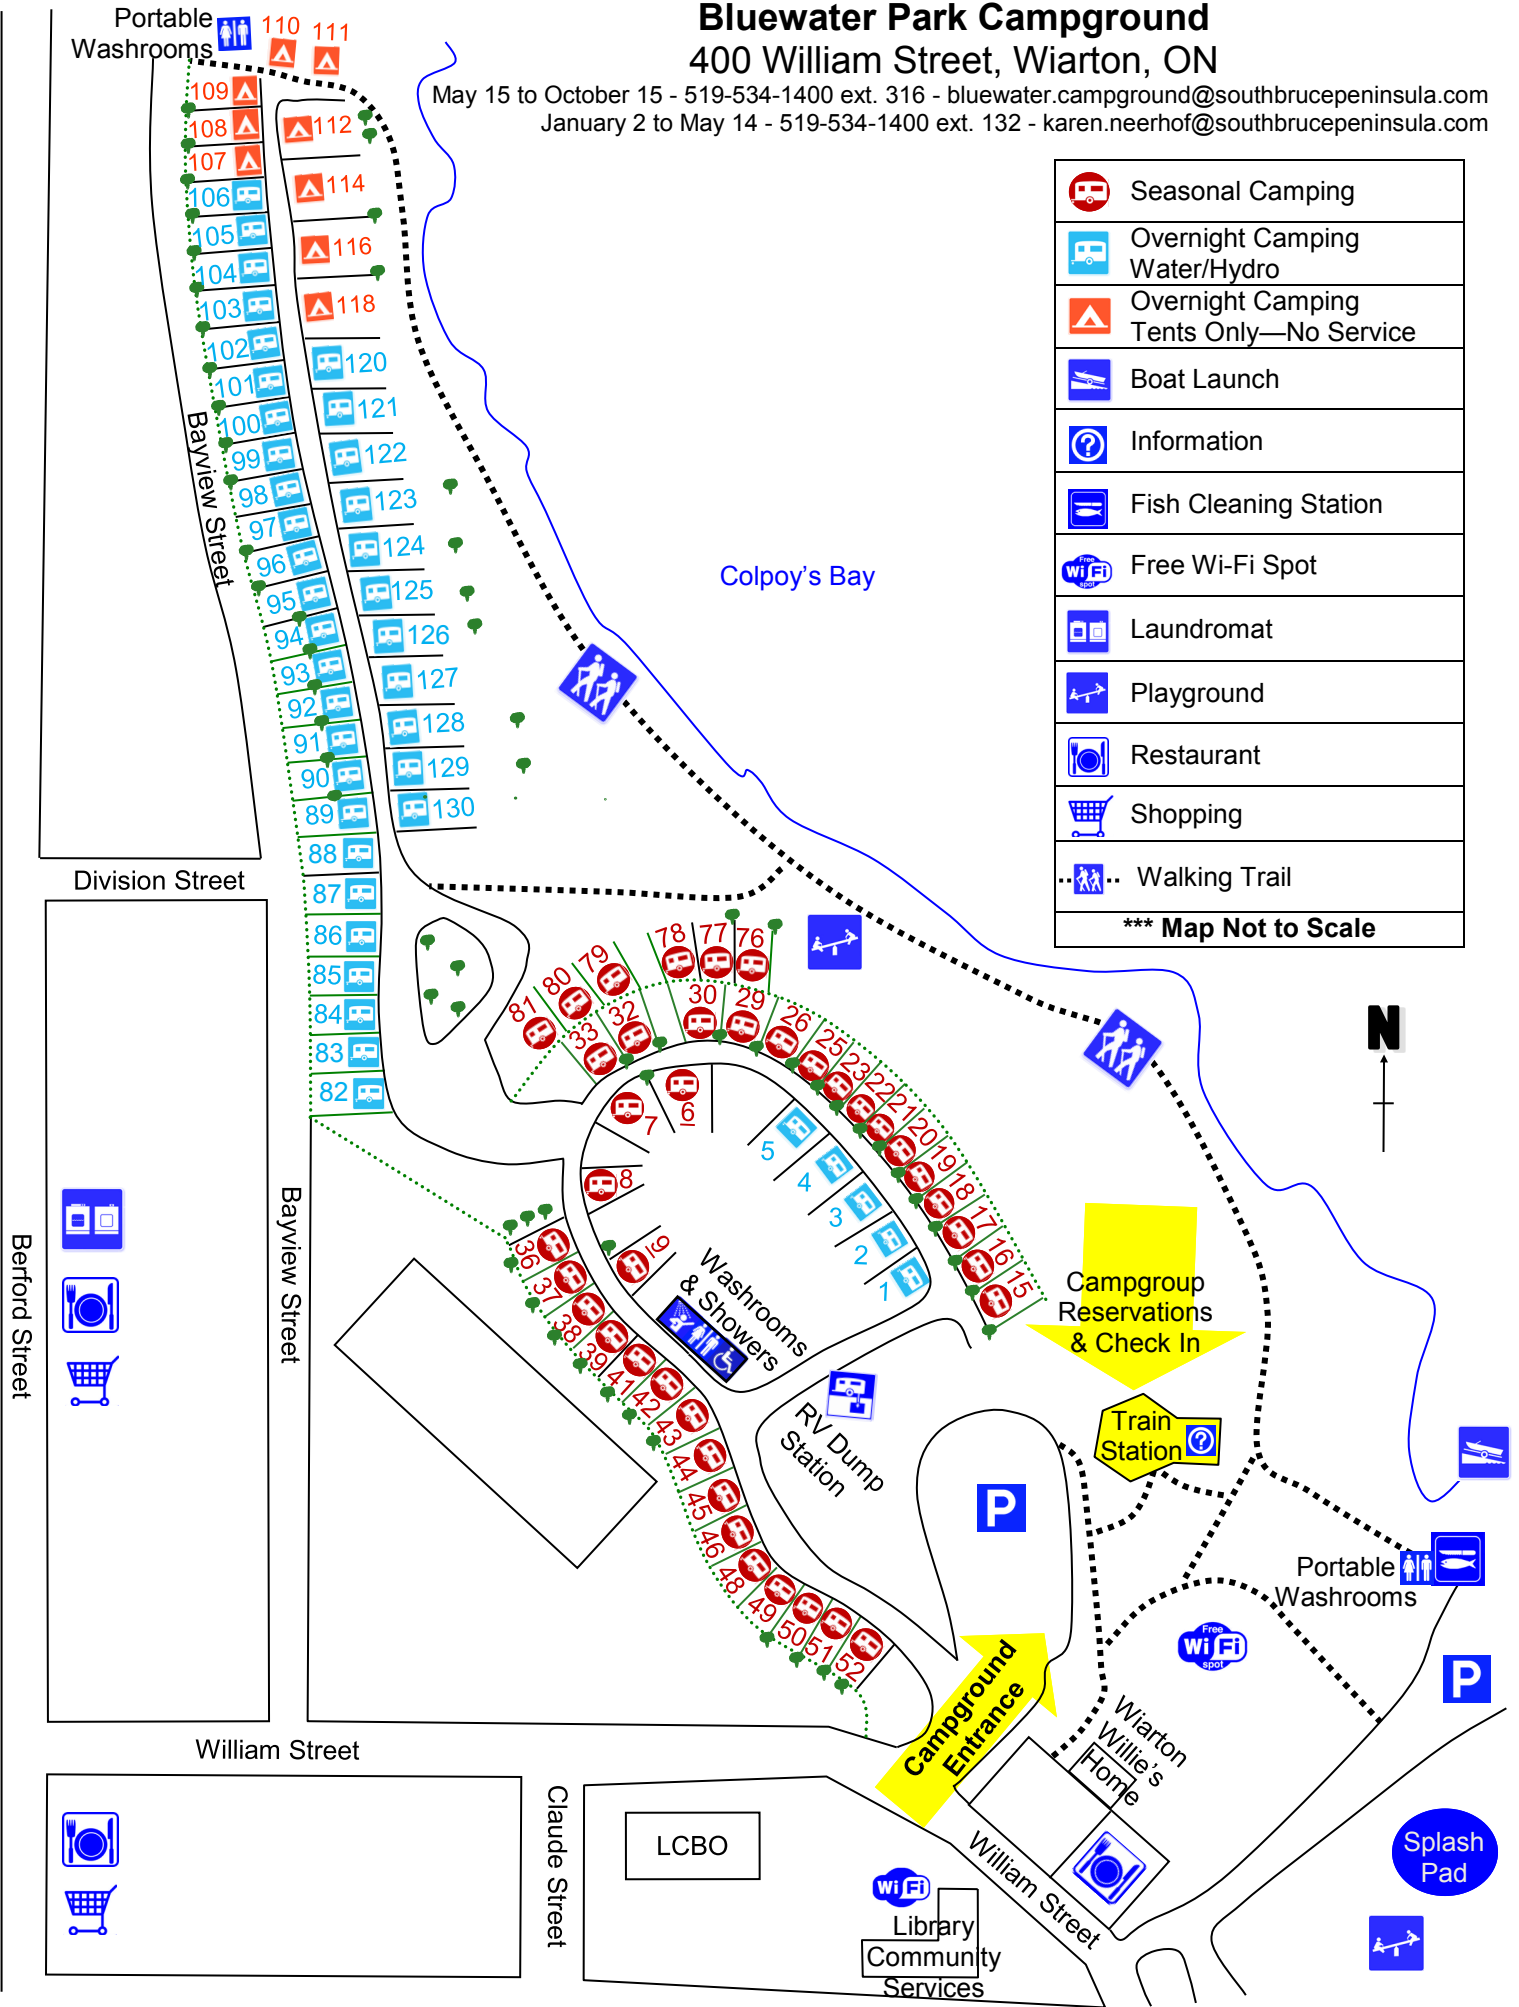 Bluewater Park Campground
400 William Street, Wiarton, ON
May 15 to October 15 - 519-534-1400 ext. 316 - bluewater.campground@southbrucepeninsula.com
January 2 to May 14 - 519-534-1400 ext. 132 - karen.neerhof@southbrucepeninsula.com
Portable
Washrooms
110
111
109
108
107
106
105
104
103
102
101
100
99
98
97
96
95
94
93
92
91
90
89
88
87
86
85
84
83
82
112
114
116
118
120
121
122
123
124
125
126
127
128
129
130
Bayview Street
Colpoy's Bay
Seasonal Camping
Overnight Camping
Water/Hydro
Overnight Camping
Tents Only—No Service
Boat Launch
Information
Fish Cleaning Station
Free
Wi Fi
spot
Free Wi-Fi Spot
Laundromat
Playground
Restaurant
Shopping
Walking Trail
*** Map Not to Scale
N
Division Street
81
80
79
78
77
76
33
32
30
29
26
25
23
22
21
20
19
18
17
16
15
7
6
8
9
5
4
3
2
1
36
37
38
39
41
42
43
44
45
46
48
49
50
51
52
Washrooms
& Showers
RV Dump
Station
Campgroup
Reservations
& Check In
Train
Station
P
Portable
Washrooms
Free
Wi Fi
spot
P
Berford Street
Bayview Street
William Street
Campground
Entrance
Wiarton
Willie's
Home
Claude Street
LCBO
Wi Fi
Library
Community
Services
William Street
Splash
Pad